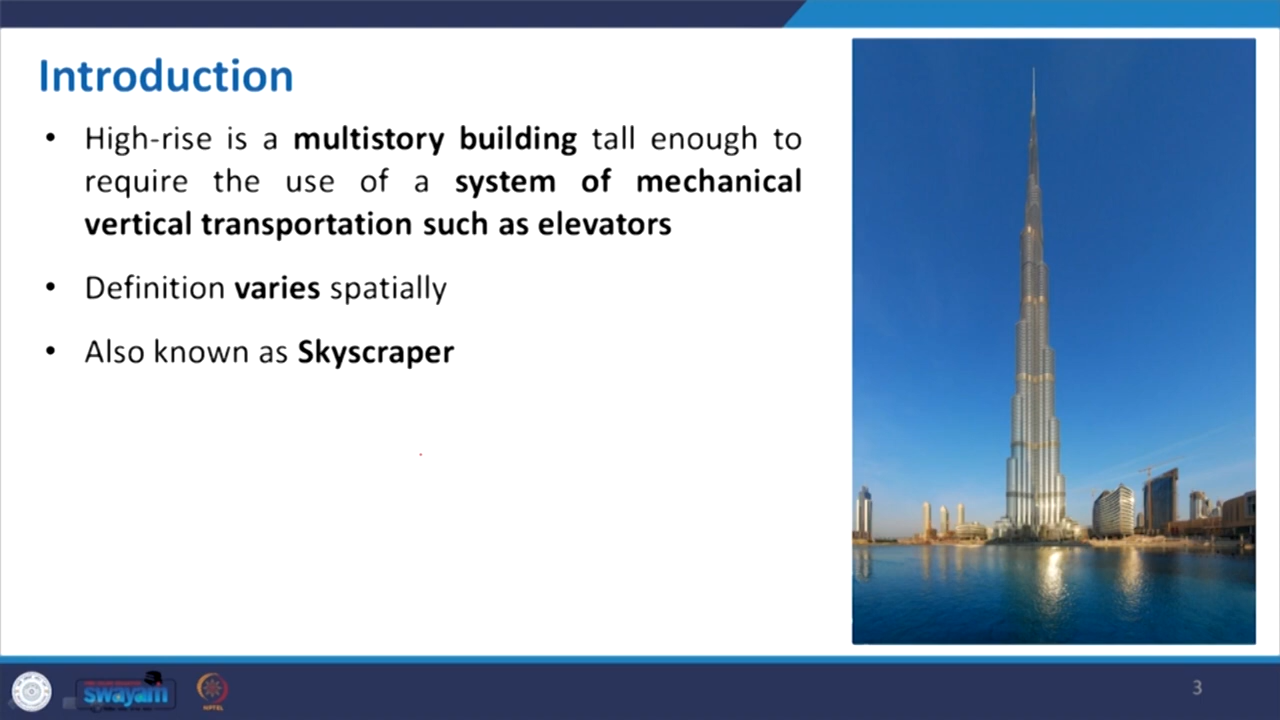 Introduction
• High-rise is a multistory building tall enough to
require the use of a system of mechanical
vertical transportation such as elevators
• Definition varies spatially
• Also known as Skyscraper
swayam
NPTEL
3